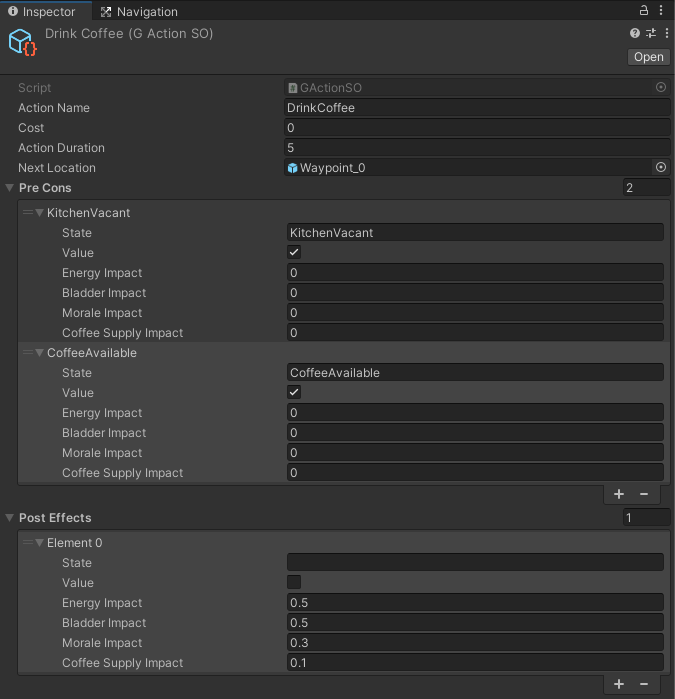 Inspector Navigation
Drink Coffee (G Action SO)
Open
Script GActionSO
Action Name DrinkCoffee
Cost 0
Action Duration 5
Next Location Waypoint_0
Pre Cons 2
KitchenVacant
State KitchenVacant
Value
Energy Impact 0
Bladder Impact 0
Morale Impact 0
Coffee Supply Impact 0
CoffeeAvailable
State CoffeeAvailable
Value
Energy Impact 0
Bladder Impact 0
Morale Impact 0
Coffee Supply Impact 0
+ −
Post Effects 1
Element 0
State
Value
Energy Impact 0.5
Bladder Impact 0.5
Morale Impact 0.3
Coffee Supply Impact 0.1
+ −